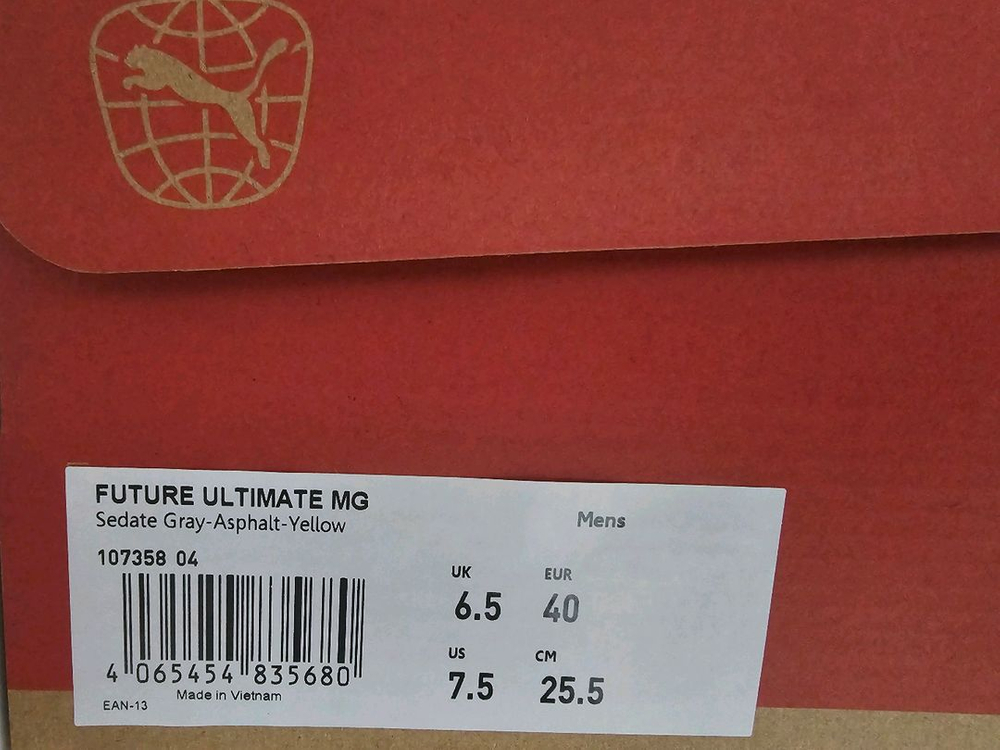 FUTURE ULTIMATE MG
Sedate Gray-Asphalt-Yellow
Mens
107358 04
UK EUR
6.5 40
US CM
7.5 25.5
4 065454 835680
Made in Vietnam
EAN-13